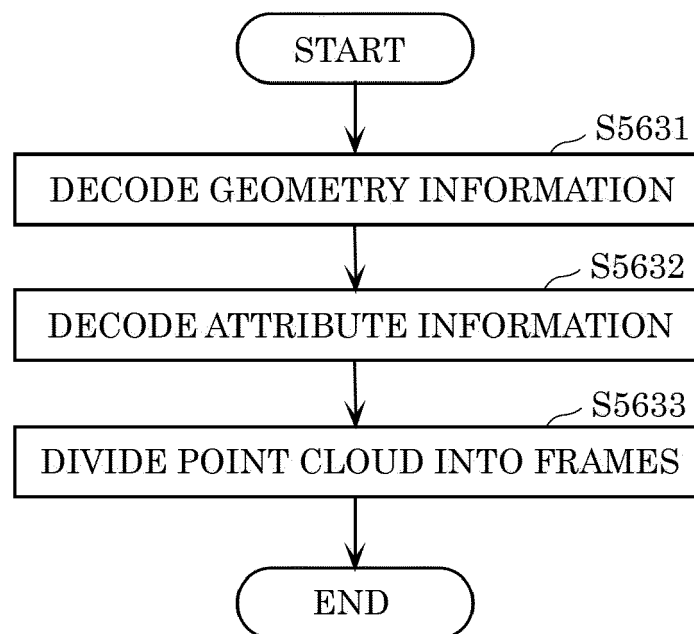 START
S5631
DECODE GEOMETRY INFORMATION
S5632
DECODE ATTRIBUTE INFORMATION
S5633
DIVIDE POINT CLOUD INTO FRAMES
END